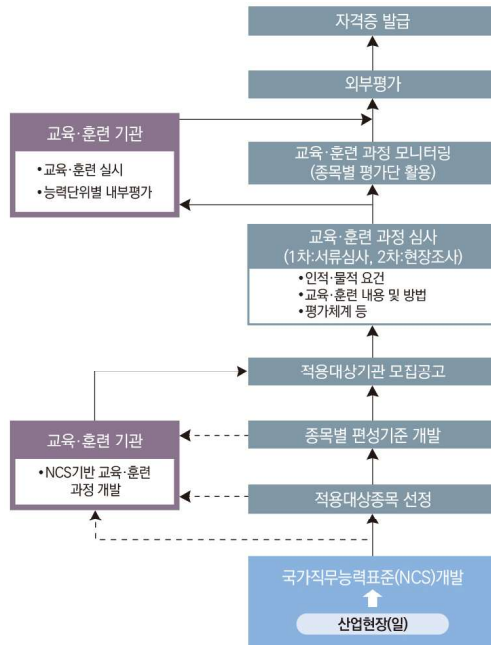 자격증 발급
외부평가
교육·훈련 기관
•교육·훈련 실시
•능력단위별 내부평가
교육·훈련 과정 모니터링
(종목별 평가단 활용)
교육·훈련 과정 심사
(1차:서류심사, 2차:현장조사)
•인적·물적 요건
•교육·훈련 내용 및 방법
•평가체계 등
적용대상기관 모집공고
교육·훈련 기관
•NCS기반 교육·훈련
과정 개발
종목별 편성기준 개발
적용대상종목 선정
국가직무능력표준(NCS)개발
산업현장(일)